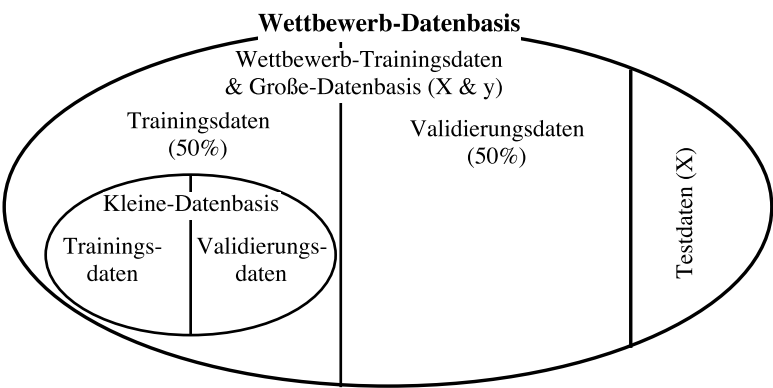 Wettbewerb-Datenbasis
Wettbewerb-Trainingsdaten
& Große-Datenbasis (X & y)
Trainingsdaten
(50%)
Validierungsdaten
(50%)
Testdaten (X)
Kleine-Datenbasis
Trainings-
daten
Validierungs-
daten